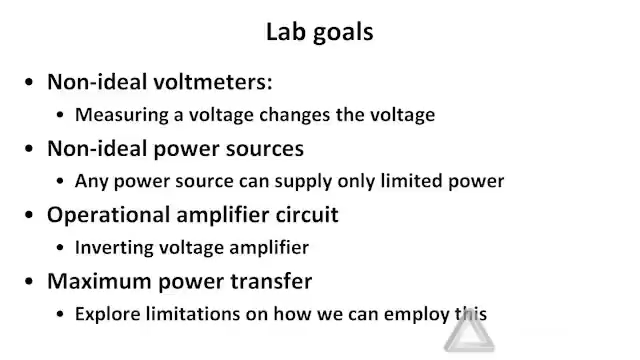 Lab goals
• Non-ideal voltmeters:
• Measuring a voltage changes the voltage
• Non-ideal power sources
• Any power source can supply only limited power
• Operational amplifier circuit
• Inverting voltage amplifier
• Maximum power transfer
• Explore limitations on how we can employ this